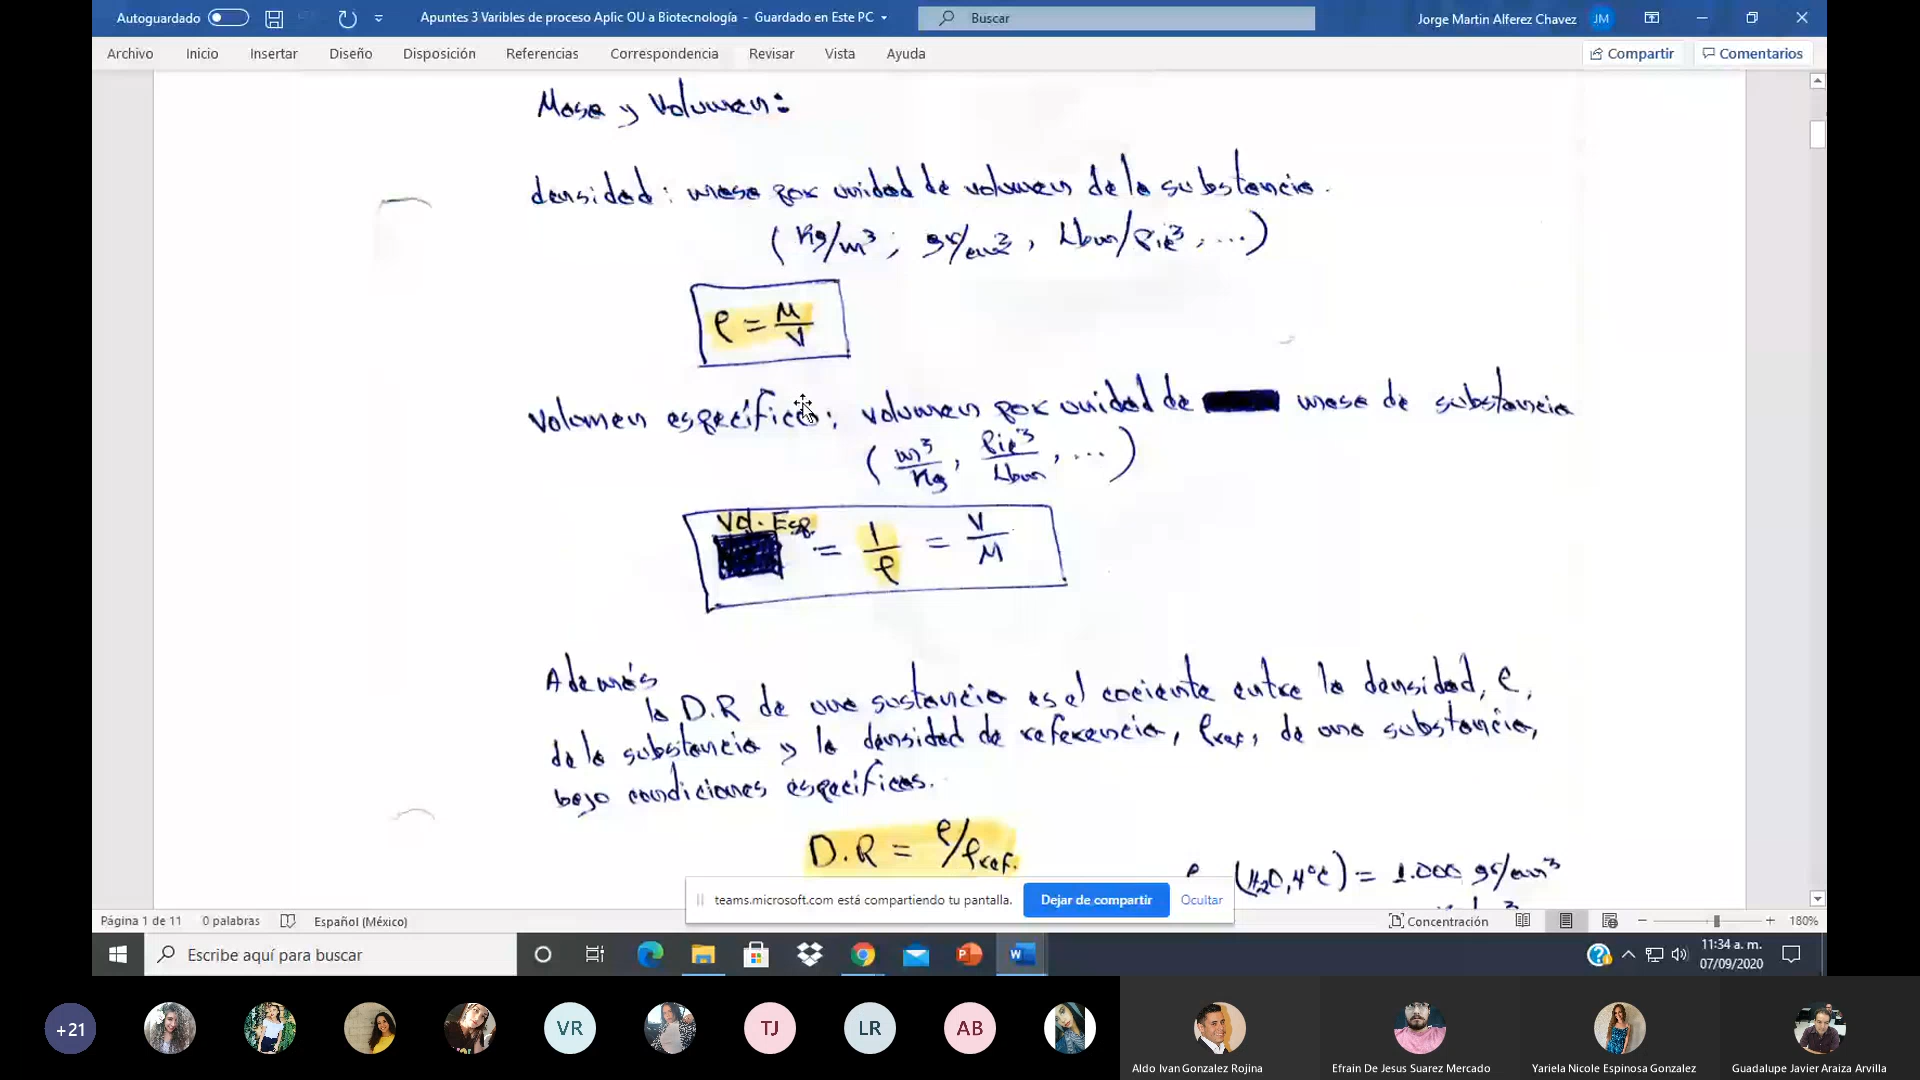 Autoguardado
Apuntes 3 Varibles de proceso Aplic OU a Biotecnología - Guardado en Este PC
Buscar
Jorge Martin Alferez Chavez JM
Archivo Inicio Insertar Diseño Disposición Referencias Correspondencia Revisar Vista Ayuda Compartir Comentarios
Masa y Volumen:
densidad: masa por unidad de volumen de la substancia.
(Kg/m³; gr/cm³, Lbm/Pie³, ...)
ρ = M/V
Volumen específico: volumen por unidad de masa de substancia
(m³/Kg, Pie³/Lbm, ...)
Vol. Esp. = 1/ρ = V/M
Además
la D.R de una sustancia es el cociente entre la densidad, ρ,
de la substancia y la densidad de referencia, ρref, de una substancia,
bajo condiciones específicas.
D.R = ρ/ρref.
(H₂O, 4°C) = 1.000 gr/cm³
teams.microsoft.com está compartiendo tu pantalla. Dejar de compartir Ocultar
Página 1 de 11 0 palabras Español (México) Concentración 180%
Escribe aquí para buscar
11:34 a. m.
07/09/2020
+21 VR TJ LR AB
Aldo Ivan Gonzalez Rojina Efrain De Jesus Suarez Mercado Yariela Nicole Espinosa Gonzalez Guadalupe Javier Araiza Arvilla